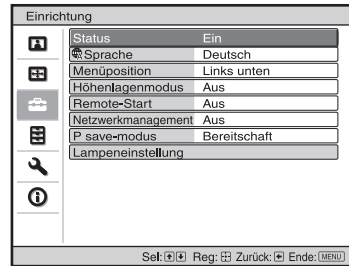 Einrichtung
Status Ein
Sprache Deutsch
Menüposition Links unten
Höhenlagenmodus Aus
Remote-Start Aus
Netzwerkmanagement Aus
P save-modus Bereitschaft
Lampeneinstellung
Sel: Reg: Zurück: Ende: MENU